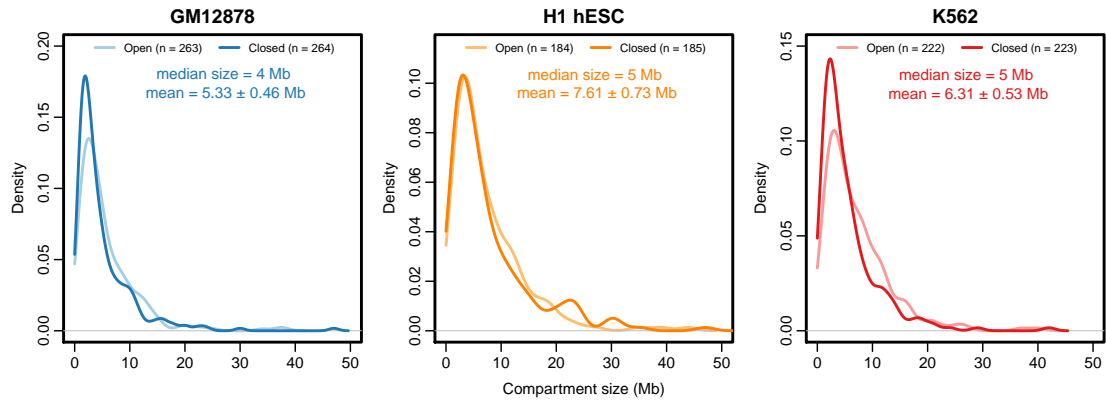 GM12878
Open (n = 263) Closed (n = 264)
median size = 4 Mb
mean = 5.33 ± 0.46 Mb
Density
0.00 0.05 0.10 0.15 0.20
0 10 20 30 40 50
H1 hESC
Open (n = 184) Closed (n = 185)
median size = 5 Mb
mean = 7.61 ± 0.73 Mb
Density
0.00 0.02 0.04 0.06 0.08 0.10
0 10 20 30 40 50
Compartment size (Mb)
K562
Open (n = 222) Closed (n = 223)
median size = 5 Mb
mean = 6.31 ± 0.53 Mb
Density
0.00 0.05 0.10 0.15
0 10 20 30 40 50